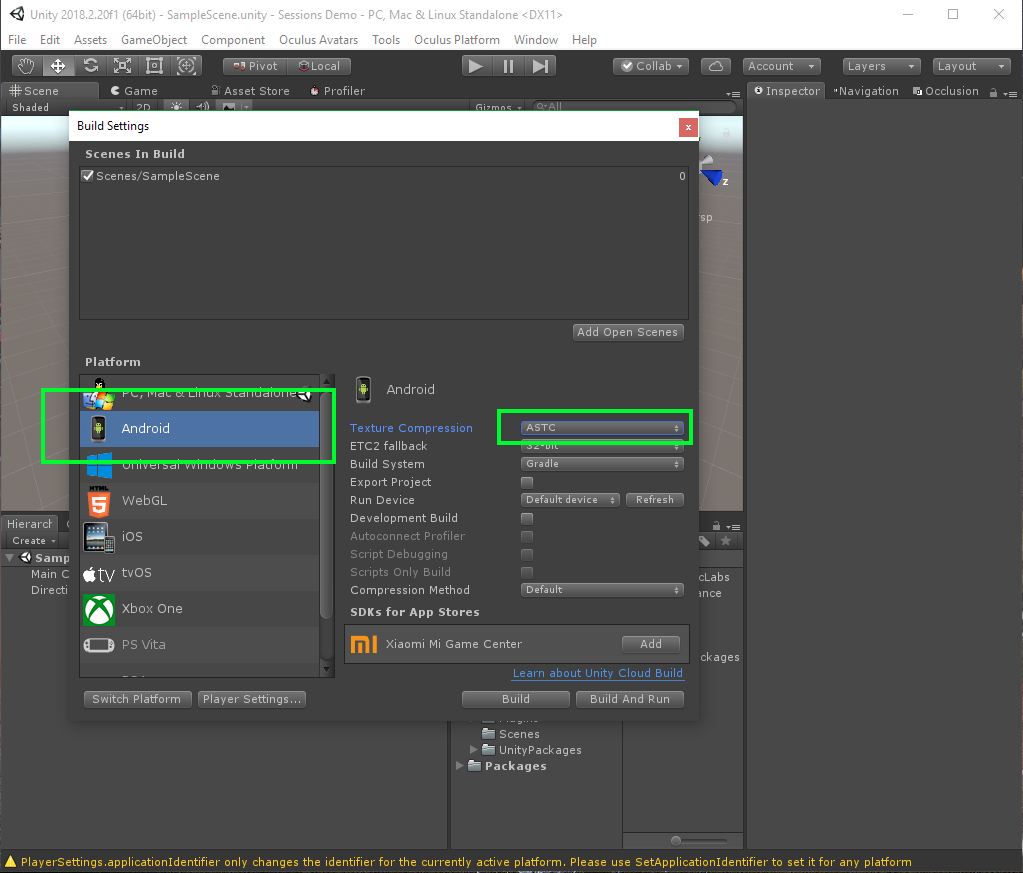 Unity 2018.2.20f1 (64bit) - SampleScene.unity - Sessions Demo - PC, Mac & Linux Standalone <DX11>
File Edit Assets GameObject Component Oculus Avatars Tools Oculus Platform Window Help
Pivot Local Collab Account Layers Layout
Scene Game Asset Store Profiler Inspector Navigation Occlusion
Shaded 2D Gizmos All
Build Settings
Scenes In Build
Scenes/SampleScene 0
z
rsp
Add Open Scenes
Platform
PC, Mac & Linux Standalone
Android
Universal Windows Platform
HTML
5
WebGL
iOS
tv
tvOS
Xbox One
PS Vita
Android
Texture Compression ASTC
ETC2 fallback 32-bit
Build System Gradle
Export Project
Run Device Default device Refresh
Development Build
Autoconnect Profiler
Script Debugging
Scripts Only Build
Compression Method Default
SDKs for App Stores
Xiaomi Mi Game Center Add
Learn about Unity Cloud Build
Switch Platform Player Settings... Build Build And Run
Hierarch
Create
Samp
Main C
Directi
cLabs
ance
ckages
Plugins
Scenes
UnityPackages
Packages
PlayerSettings.applicationIdentifier only changes the identifier for the currently active platform. Please use SetApplicationIdentifier to set it for any platform